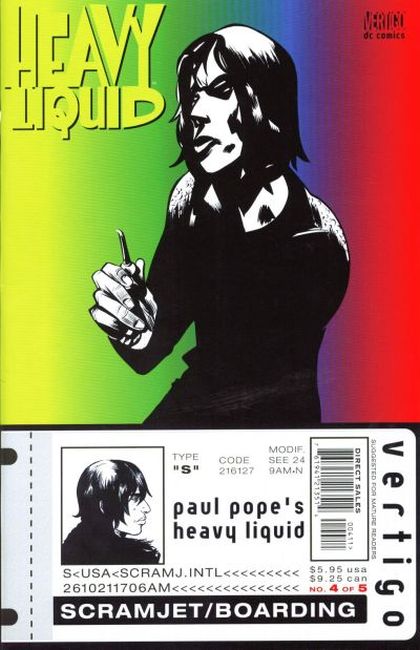 HEAVY
LIQUID
VERTIGO
dc comics
TYPE
"S"
CODE
216127
MODIF.
SEE 24
9AM-N
paul pope's
heavy liquid
S<USA<SCRAMJ.INTL<<<<<<<<<
2610211706AM<<<<<<<<<<<<<<<
$5.95 usa
$9.25 can
NO. 4 OF 5
SCRAMJET/BOARDING
DIRECT SALES
00411>
SUGGESTED FOR MATURE READERS
vertigo